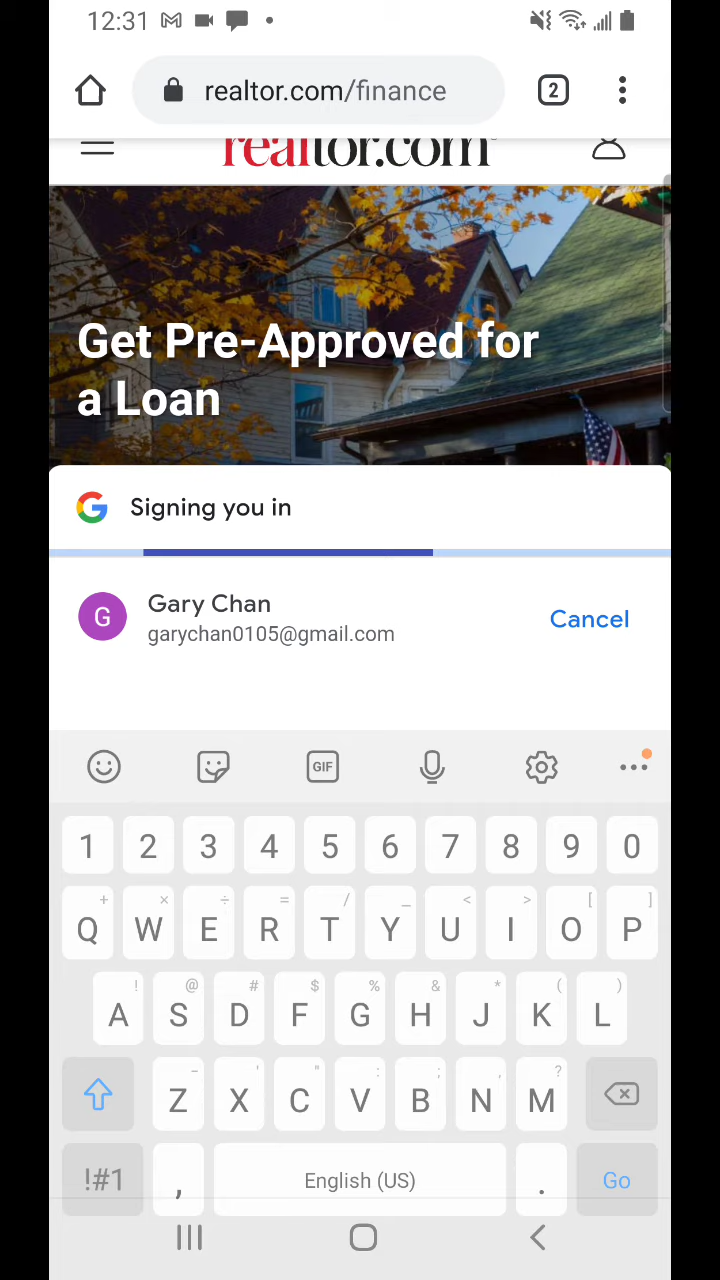 12:31
2
realtor.com/finance
realtor.com
Get Pre-Approved for
a Loan
G Signing you in
G
Gary Chan
garychan0105@gmail.com
Cancel
GIF
1 2 3 4 5 6 7 8 9 0
+ × ÷ = / _ < > [ ]
Q W E R T Y U I O P
! @ # $ % & * ( )
A S D F G H J K L
- ' " : ; , ?
Z X C V B N M
!#1 , English (US) . Go